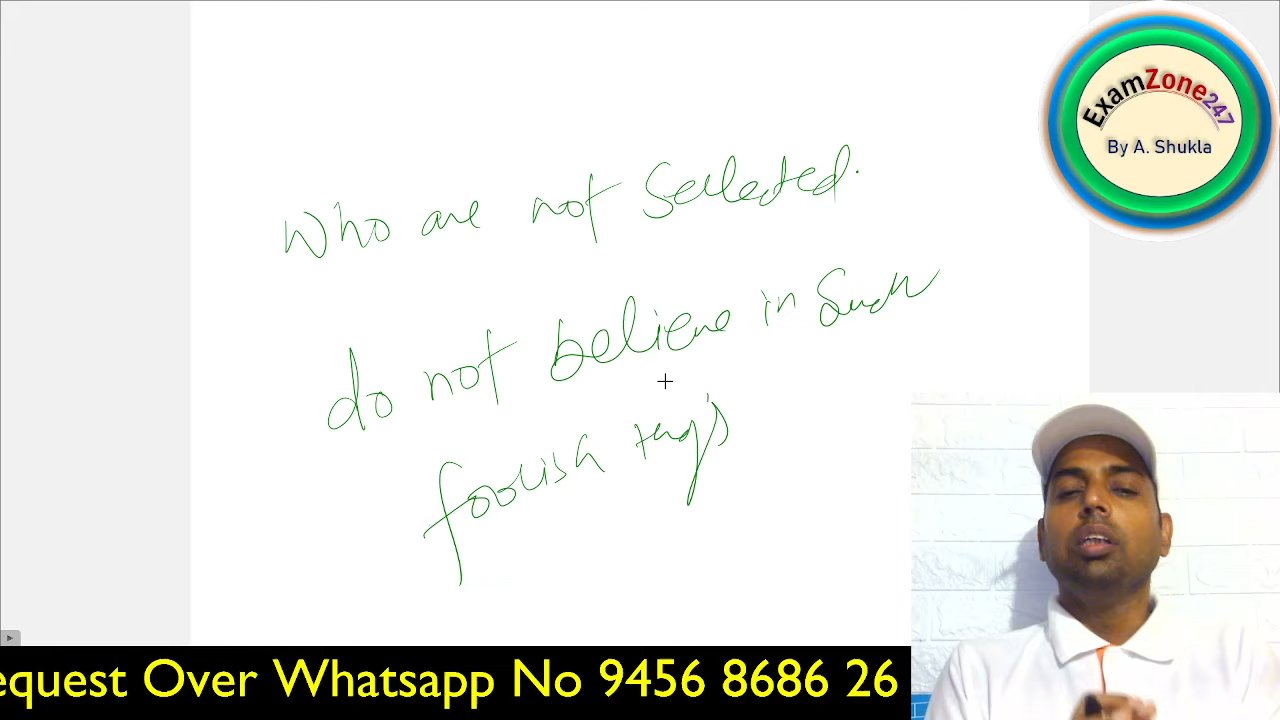 ExamZone247
By A. Shukla
Who are not Selected.
do not believe in Such
foolish tag's
equest Over Whatsapp No 9456 8686 26